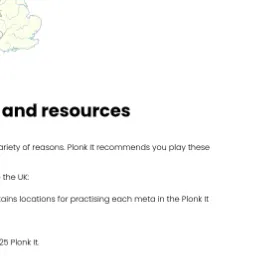 and resources
ariety of reasons. Plonk It recommends you play these
the UK:
tains locations for practising each meta in the Plonk It
25 Plonk It.